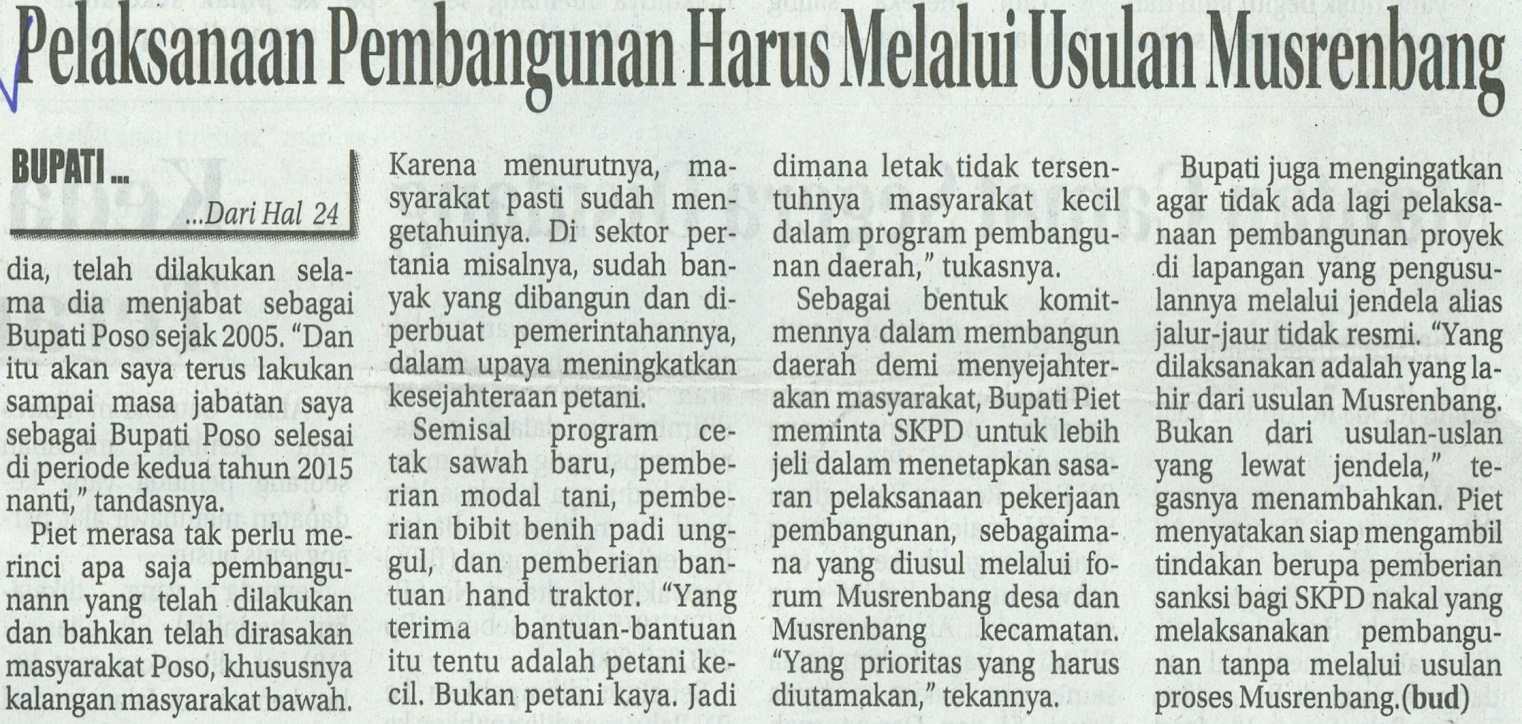 Pelaksanaan Pembangunan Harus Melalui Usulan Musrenbang
BUPATI ...
...Dari Hal 24
dia, telah dilakukan sela-
ma dia menjabat sebagai
Bupati Poso sejak 2005. “Dan
itu akan saya terus lakukan
sampai masa jabatan saya
sebagai Bupati Poso selesai
di periode kedua tahun 2015
nanti,” tandasnya.
Piet merasa tak perlu me-
rinci apa saja pembangu-
nann yang telah dilakukan
dan bahkan telah dirasakan
masyarakat Poso, khususnya
kalangan masyarakat bawah.
Karena menurutnya, ma-
syarakat pasti sudah men-
getahuinya. Di sektor per-
tania misalnya, sudah ban-
yak yang dibangun dan di-
perbuat pemerintahannya,
dalam upaya meningkatkan
kesejahteraan petani.
Semisal program ce-
tak sawah baru, pembe-
rian modal tani, pembe-
rian bibit benih padi ung-
gul, dan pemberian ban-
tuan hand traktor. “Yang
terima bantuan-bantuan
itu tentu adalah petani ke-
cil. Bukan petani kaya. Jadi
dimana letak tidak tersen-
tuhnya masyarakat kecil
dalam program pembangu-
nan daerah,” tukasnya.
Sebagai bentuk komit-
mennya dalam membangun
daerah demi menyejahter-
akan masyarakat, Bupati Piet
meminta SKPD untuk lebih
jeli dalam menetapkan sasa-
ran pelaksanaan pekerjaan
pembangunan, sebagaima-
na yang diusul melalui fo-
rum Musrenbang desa dan
Musrenbang kecamatan.
“Yang prioritas yang harus
diutamakan,” tekannya.
Bupati juga mengingatkan
agar tidak ada lagi pelaksa-
naan pembangunan proyek
di lapangan yang pengusu-
lannya melalui jendela alias
jalur-jaur tidak resmi. “Yang
dilaksanakan adalah yang la-
hir dari usulan Musrenbang.
Bukan dari usulan-uslan
yang lewat jendela,” te-
gasnya menambahkan. Piet
menyatakan siap mengambil
tindakan berupa pemberian
sanksi bagi SKPD nakal yang
melaksanakan pembangu-
nan tanpa melalui usulan
proses Musrenbang.(bud)